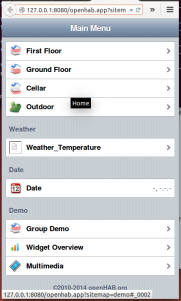 127.0.0.1:8080/openhab.app?sitem
Main Menu
First Floor
Ground Floor
Cellar
Outdoor
Home
Weather
Weather_Temperature
Date
Date -.-.-
Demo
Group Demo
Widget Overview
Multimedia
©2010-2014 openHAB.org
127.0.0.1:8080/openhab.app?sitemap=demo#_0002